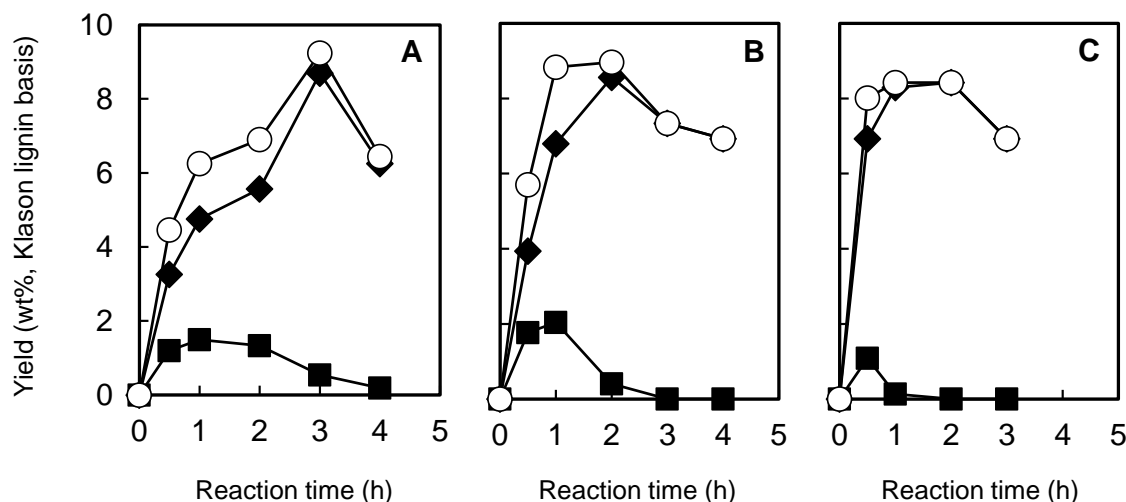 Yield (wt%, Klason lignin basis)
10
8
6
4
2
0
A
B
C
0 1 2 3 4 5
0 1 2 3 4 5
0 1 2 3 4 5
Reaction time (h)
Reaction time (h)
Reaction time (h)